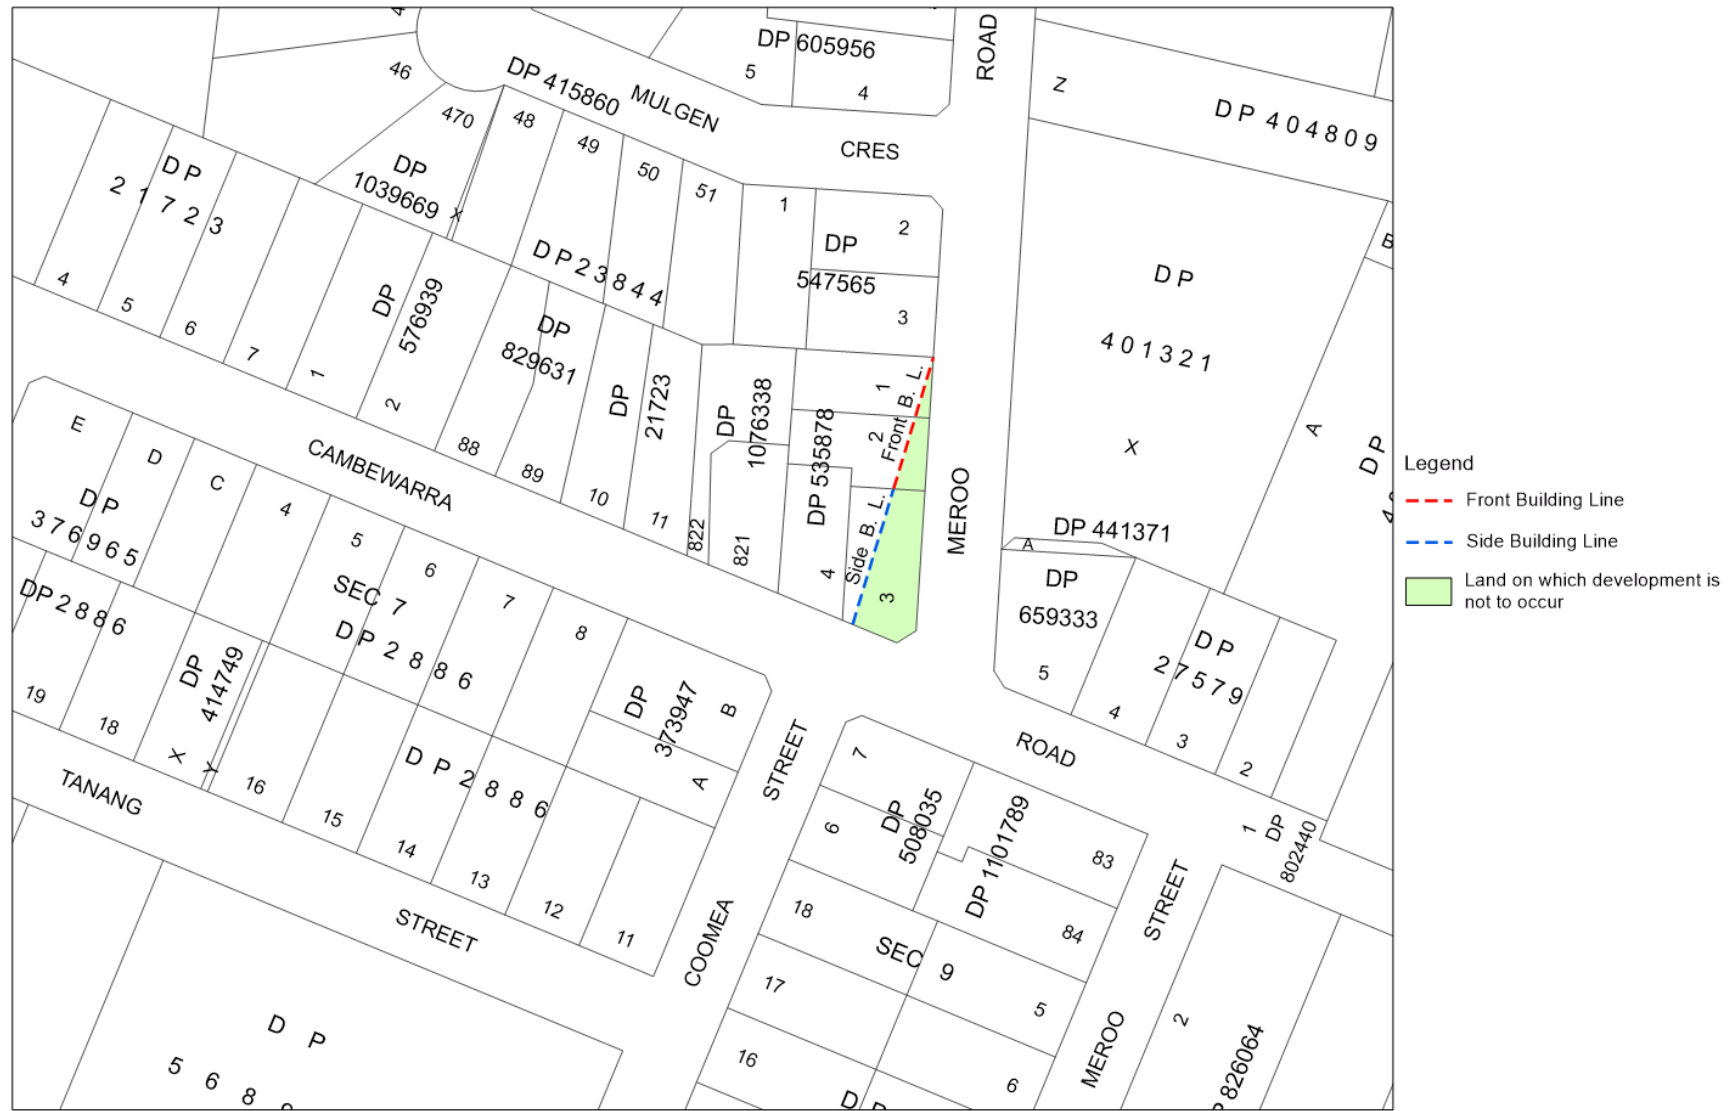 DP 605956
5
4
ROAD
Z
DP 404809
46
470
DP 415860
MULGEN
CRES
48
49
50
51
DP
1039669
X
DP
21723
4
5
6
7
1
2
DP
576939
DP 23844
1
2
DP
547565
3
DP
829631
88
89
DP
21723
10
11
DP
1076338
822
821
DP 535878
1
2
4
3
Front B. L.
Side B. L.
MEROO
DP
401321
X
A
B
DP
DP 441371
A
DP
659333
5
DP
27579
4
3
2
Legend
Front Building Line
Side Building Line
Land on which development is
not to occur
CAMBEWARRA
ROAD
E
D
C
DP
376965
4
5
6
7
8
SEC 7
DP 2886
DP 2886
19
18
DP
414749
X
Y
16
15
14
13
12
11
DP 2886
DP
373947
B
A
TANANG
STREET
COOMEA
STREET
7
6
DP
508035
DP 1101789
83
84
18
17
16
SEC 9
5
6
DP
1
DP
802440
MEROO
STREET
2
826064
DP
568